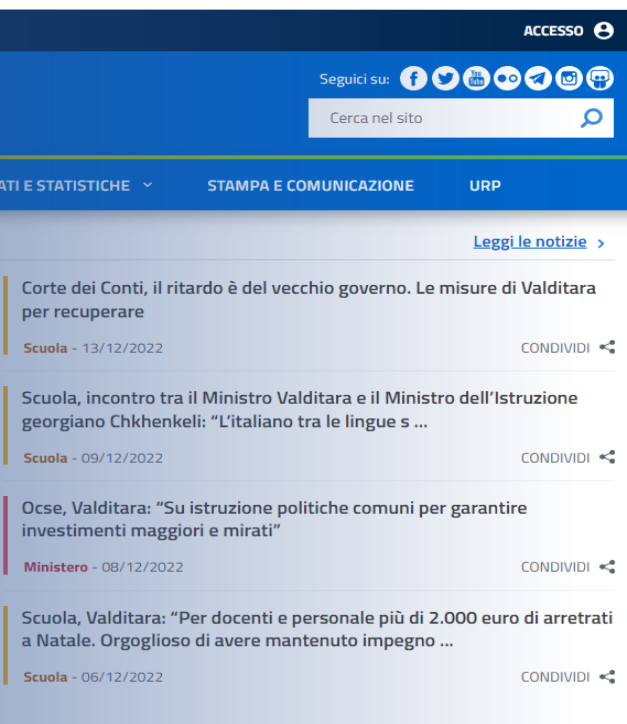 ACCESSO
Seguici su:
You Tube
Cerca nel sito
ATI E STATISTICHE
STAMPA E COMUNICAZIONE
URP
Leggi le notizie
Corte dei Conti, il ritardo è del vecchio governo. Le misure di Valditara
per recuperare
Scuola - 13/12/2022
CONDIVIDI
Scuola, incontro tra il Ministro Valditara e il Ministro dell’Istruzione
georgiano Chkhenkeli: “L’italiano tra le lingue s ...
Scuola - 09/12/2022
CONDIVIDI
Ocse, Valditara: “Su istruzione politiche comuni per garantire
investimenti maggiori e mirati”
Ministero - 08/12/2022
CONDIVIDI
Scuola, Valditara: “Per docenti e personale più di 2.000 euro di arretrati
a Natale. Orgoglioso di avere mantenuto impegno ...
Scuola - 06/12/2022
CONDIVIDI